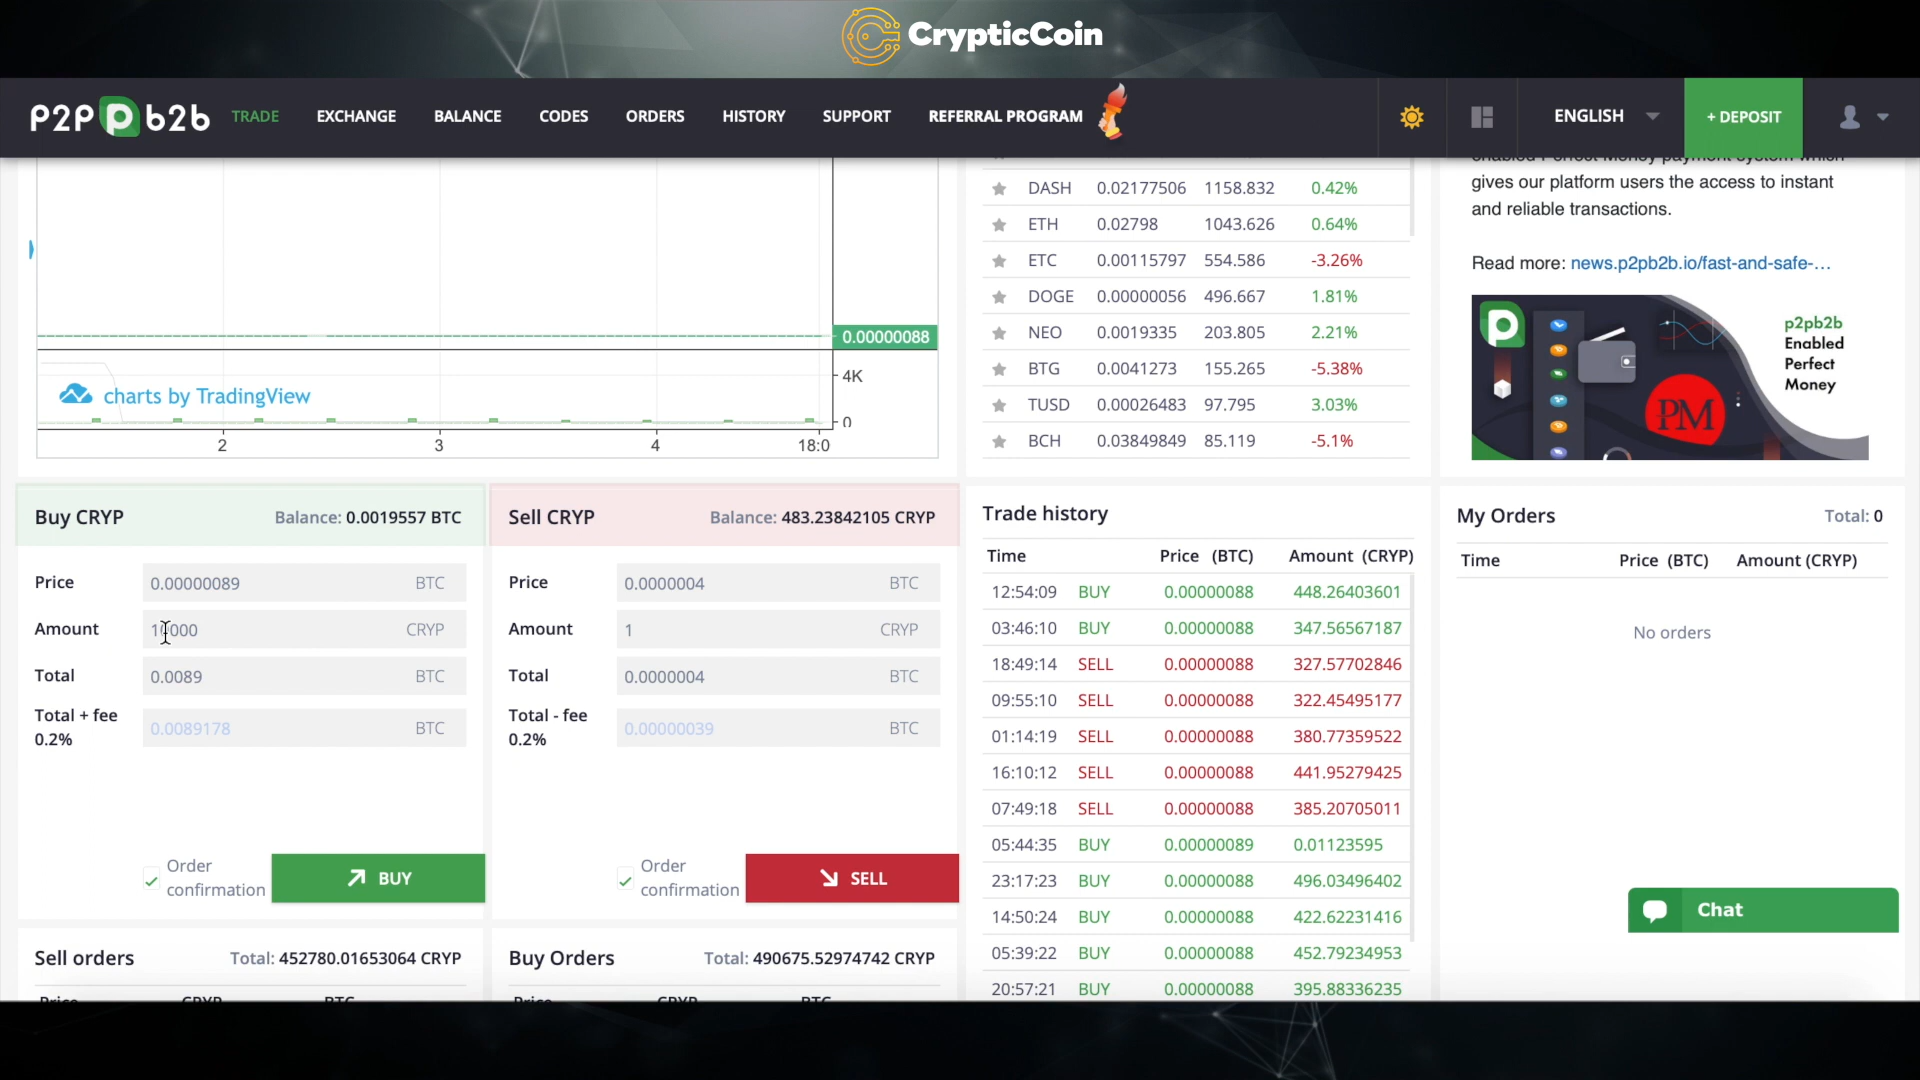 CrypticCoin
P2P b2b TRADE EXCHANGE BALANCE CODES ORDERS HISTORY SUPPORT REFERRAL PROGRAM ENGLISH + DEPOSIT
0.00000088
4K
0
charts by TradingView
2 3 4 18:0
DASH 0.02177506 1158.832 0.42%
ETH 0.02798 1043.626 0.64%
ETC 0.00115797 554.586 -3.26%
DOGE 0.00000056 496.667 1.81%
NEO 0.0019335 203.805 2.21%
BTG 0.0041273 155.265 -5.38%
TUSD 0.00026483 97.795 3.03%
BCH 0.03849849 85.119 -5.1%
enabled Perfect Money payment system which
gives our platform users the access to instant
and reliable transactions.
Read more: news.p2pb2b.io/fast-and-safe-...
p2pb2b
Enabled
Perfect
Money
PM
Buy CRYP Balance: 0.0019557 BTC
Price 0.00000089 BTC
Amount 10000 CRYP
Total 0.0089 BTC
Total + fee
0.2%
0.0089178 BTC
Order
confirmation
BUY
Sell CRYP Balance: 483.23842105 CRYP
Price 0.0000004 BTC
Amount 1 CRYP
Total 0.0000004 BTC
Total - fee
0.2%
0.00000039 BTC
Order
confirmation
SELL
Trade history
Time Price (BTC) Amount (CRYP)
12:54:09 BUY 0.00000088 448.26403601
03:46:10 BUY 0.00000088 347.56567187
18:49:14 SELL 0.00000088 327.57702846
09:55:10 SELL 0.00000088 322.45495177
01:14:19 SELL 0.00000088 380.77359522
16:10:12 SELL 0.00000088 441.95279425
07:49:18 SELL 0.00000088 385.20705011
05:44:35 BUY 0.00000089 0.01123595
23:17:23 BUY 0.00000088 496.03496402
14:50:24 BUY 0.00000088 422.62231416
05:39:22 BUY 0.00000088 452.79234953
20:57:21 BUY 0.00000088 395.88336235
My Orders Total: 0
Time Price (BTC) Amount (CRYP)
No orders
Chat
Sell orders Total: 452780.01653064 CRYP
Price CRYP BTC
Buy Orders Total: 490675.52974742 CRYP
Price CRYP BTC